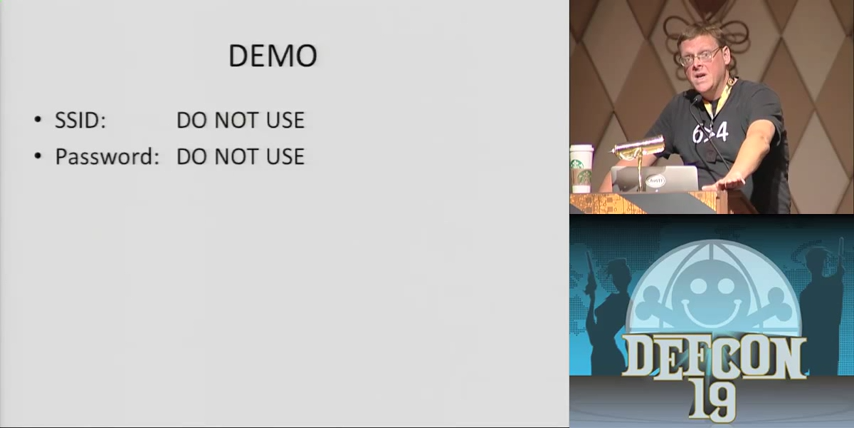 DEMO
• SSID: DO NOT USE
• Password: DO NOT USE
DEFCON
19